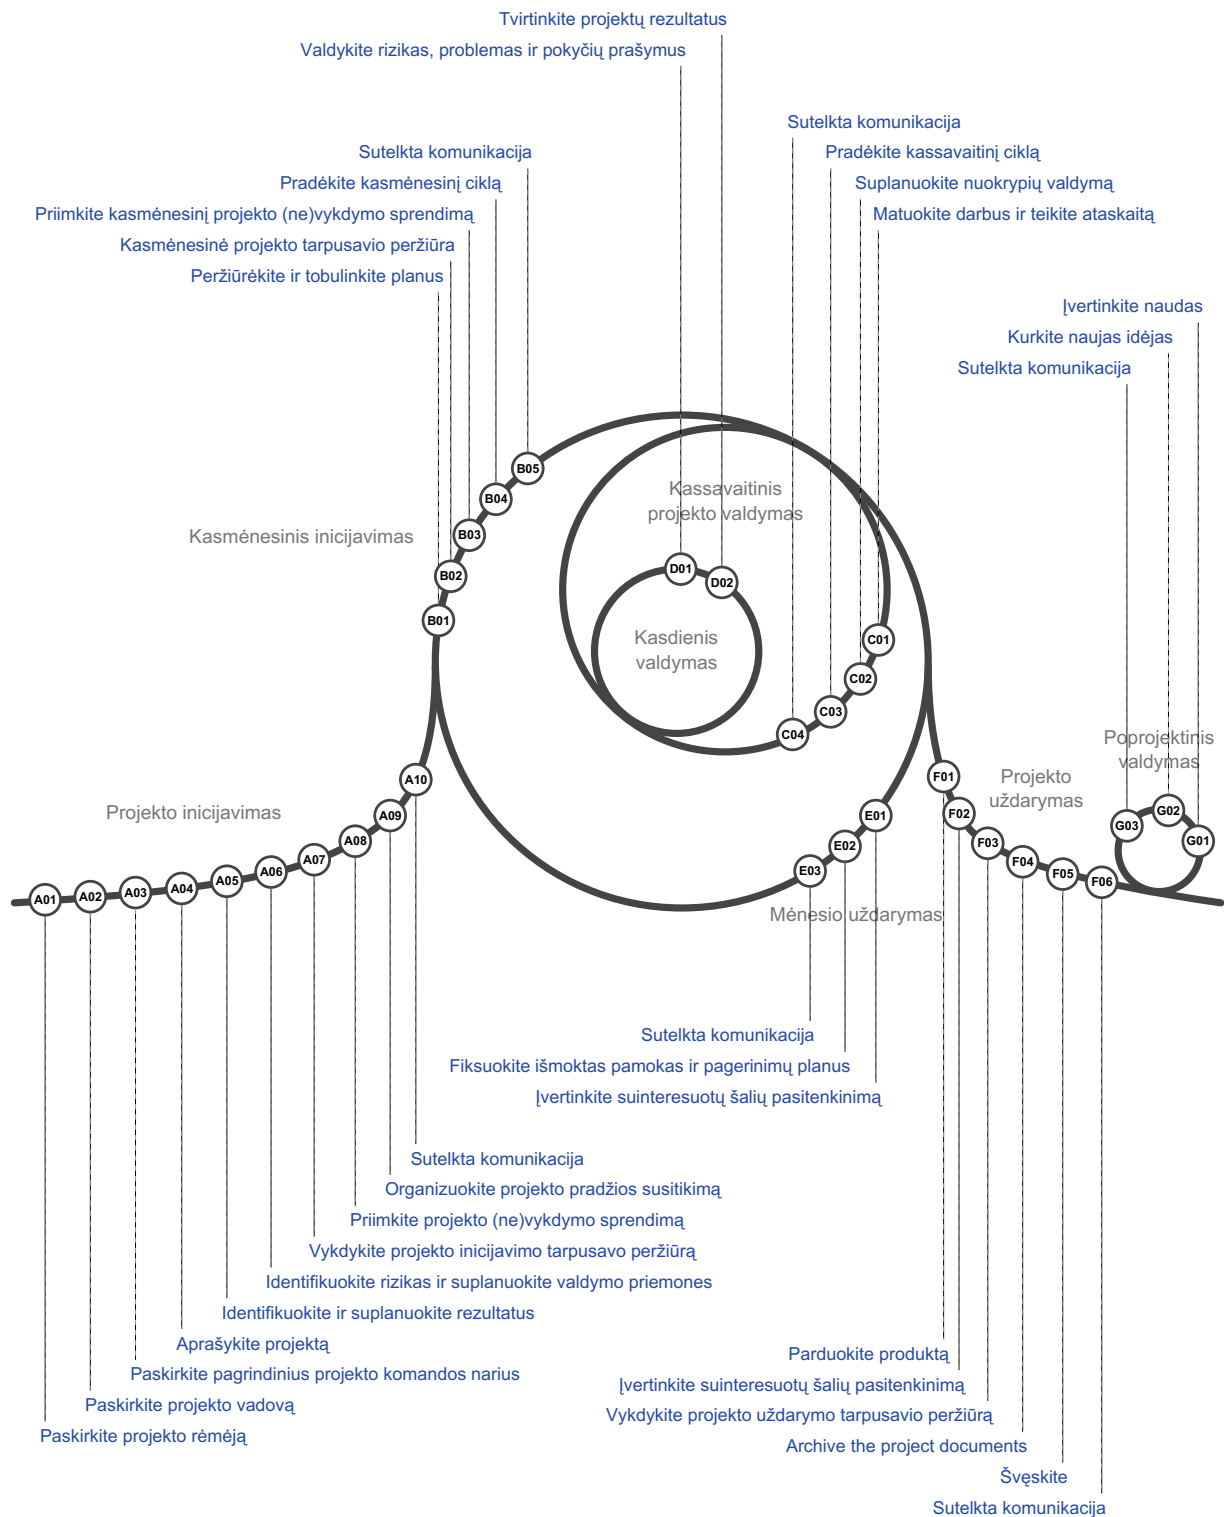 Tvirtinkite projektų rezultatus
Valdykite rizikas, problemas ir pokyčių prašymus
Sutelkta komunikacija
Pradėkite kassavaitinį ciklą
Suplanuokite nuokrypių valdymą
Matuokite darbus ir teikite ataskaitą
Sutelkta komunikacija
Pradėkite kasmėnesinį ciklą
Priimkite kasmėnesinį projekto (ne)vykdymo sprendimą
Kasmėnesinė projekto tarpusavio peržiūra
Peržiūrėkite ir tobulinkite planus
Įvertinkite naudas
Kurkite naujas idėjas
Sutelkta komunikacija
B05
B04
B03
B02
B01
Kasmėnesinis inicijavimas
Kassavaitinis
projekto valdymas
D01
D02
Kasdienis
valdymas
C01
C02
C03
C04
Poprojektinis
valdymas
G03
G02
G01
Projekto
uždarymas
F01
F02
F03
F04
F05
F06
E01
E02
E03
Mėnesio uždarymas
Projekto inicijavimas
A10
A09
A08
A07
A06
A05
A04
A03
A02
A01
Sutelkta komunikacija
Fiksuokite išmoktas pamokas ir pagerinimų planus
Įvertinkite suinteresuotų šalių pasitenkinimą
Sutelkta komunikacija
Organizuokite projekto pradžios susitikimą
Priimkite projekto (ne)vykdymo sprendimą
Vykdykite projekto inicijavimo tarpusavo peržiūrą
Identifikuokite rizikas ir suplanuokite valdymo priemones
Identifikuokite ir suplanuokite rezultatus
Aprašykite projektą
Paskirkite pagrindinius projekto komandos narius
Paskirkite projekto vadovą
Paskirkite projekto rėmėją
Parduokite produktą
Įvertinkite suinteresuotų šalių pasitenkinimą
Vykdykite projekto uždarymo tarpusavio peržiūrą
Archive the project documents
Švęskite
Sutelkta komunikacija